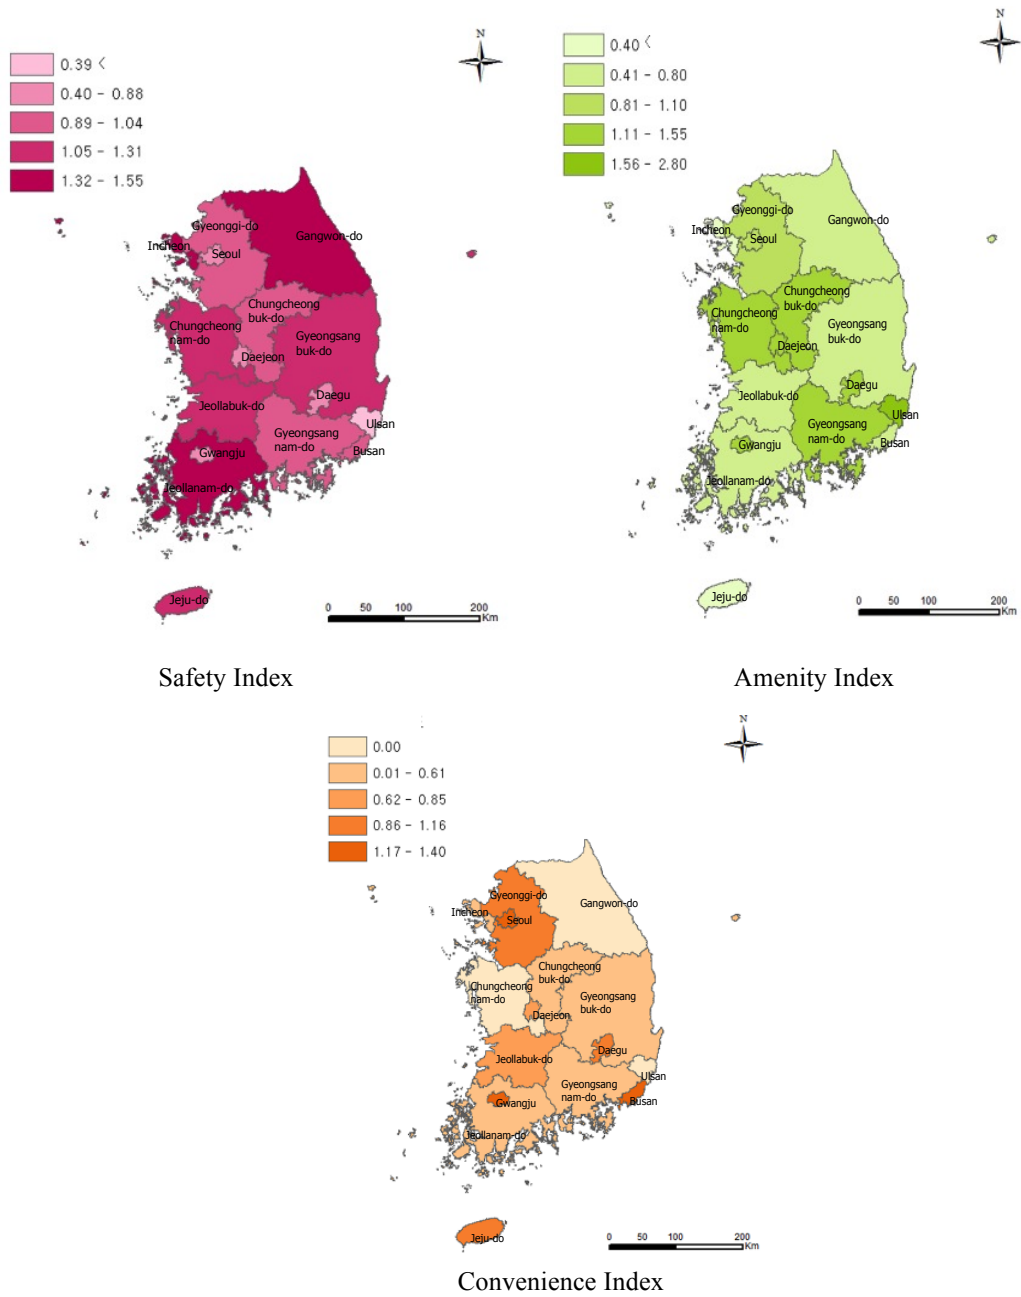 N
0.39 <
0.40 - 0.88
0.89 - 1.04
1.05 - 1.31
1.32 - 1.55
Gyeonggi-do
Incheon
Seoul
Gangwon-do
Chungcheong
buk-do
Chungcheong
nam-do
Gyeongsang
buk-do
Daejeon
Daegu
Jeollabuk-do
Ulsan
Gyeongsang
nam-do
Busan
Gwangju
Jeollanam-do
Jeju-do
0 50 100 200
Km
Safety Index
N
0.40 <
0.41 - 0.80
0.81 - 1.10
1.11 - 1.55
1.56 - 2.80
Gyeonggi-do
Incheon
Seoul
Gangwon-do
Chungcheong
buk-do
Chungcheong
nam-do
Gyeongsang
buk-do
Daejeon
Daegu
Jeollabuk-do
Ulsan
Gyeongsang
nam-do
Busan
Gwangju
Jeollanam-do
Jeju-do
0 50 100 200
Km
Amenity Index
N
0.00
0.01 - 0.61
0.62 - 0.85
0.86 - 1.16
1.17 - 1.40
Gyeonggi-do
Incheon
Seoul
Gangwon-do
Chungcheong
buk-do
Chungcheong
nam-do
Gyeongsang
buk-do
Daejeon
Daegu
Jeollabuk-do
Ulsan
Gyeongsang
nam-do
Busan
Gwangju
Jeollanam-do
Jeju-do
0 50 100 200
Km
Convenience Index